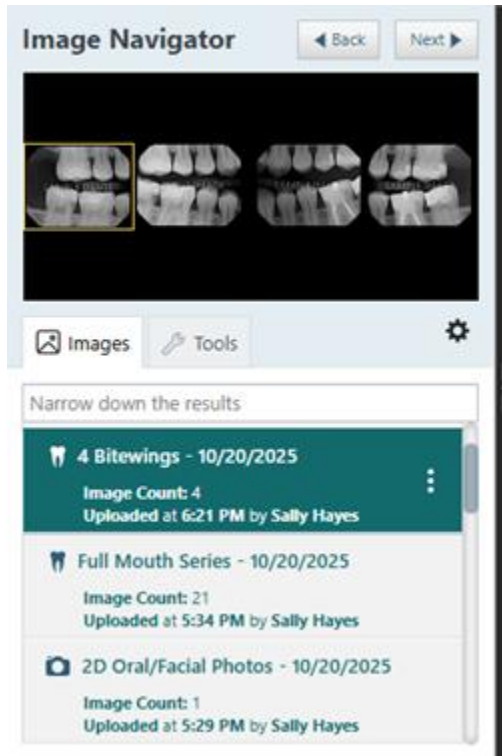 Image Navigator
Back
Next
Images
Tools
Narrow down the results
4 Bitewings - 10/20/2025
Image Count: 4
Uploaded at 6:21 PM by Sally Hayes
Full Mouth Series - 10/20/2025
Image Count: 21
Uploaded at 5:34 PM by Sally Hayes
2D Oral/Facial Photos - 10/20/2025
Image Count: 1
Uploaded at 5:29 PM by Sally Hayes